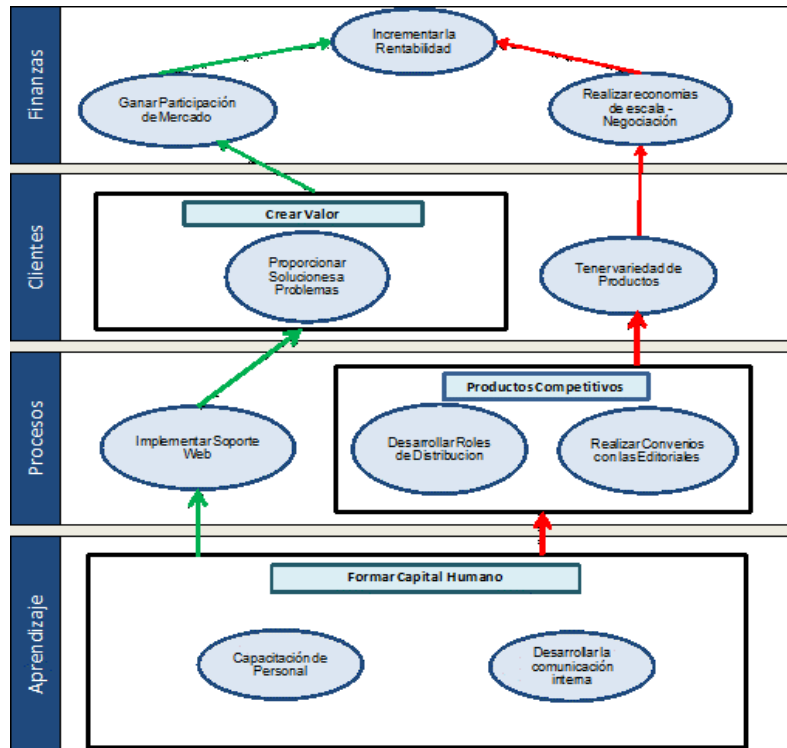 Finanzas
Incrementar la
Rentabilidad
Ganar Participación
de Mercado
Realizar economías
de escala -
Negociación
Clientes
Crear Valor
Proporcionar
Soluciones a
Problemas
Tener variedad de
Productos
Procesos
Productos Competitivos
Implementar Soporte
Web
Desarrollar Roles
de Distribucion
Realizar Convenios
con las Editoriales
Aprendizaje
Formar Capital Humano
Capacitación de
Personal
Desarrollar la
comunicación
interna